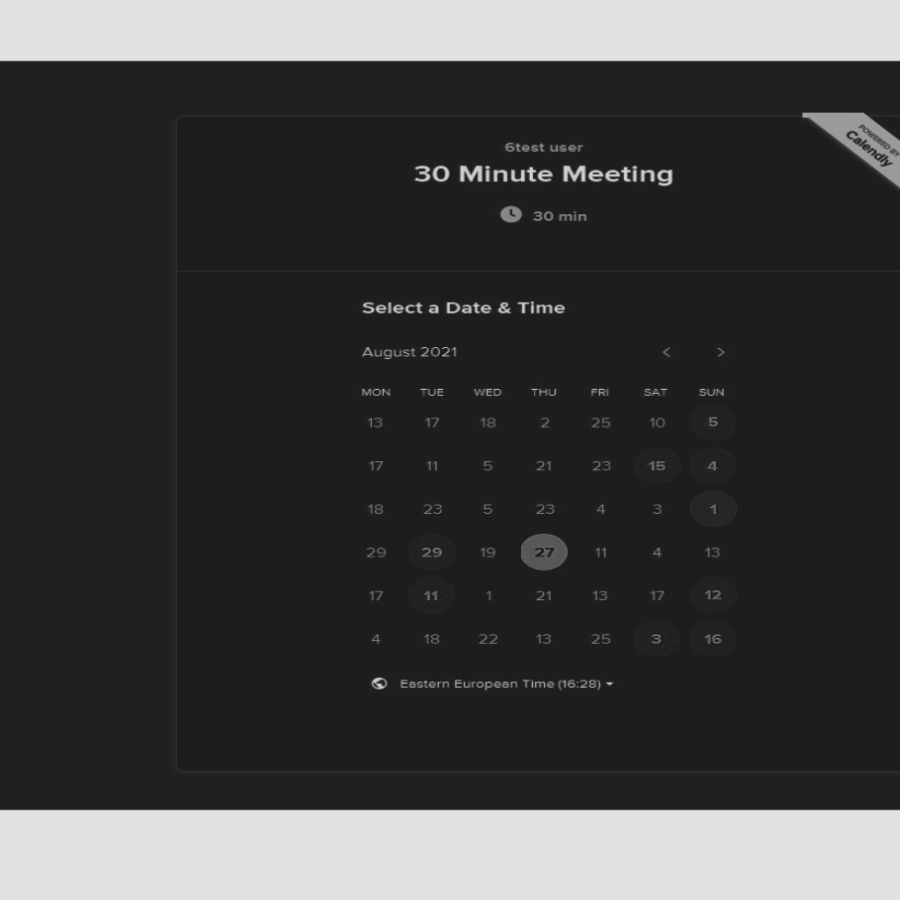 POWERED BY
Calendly
6test user
30 Minute Meeting
30 min
Select a Date & Time
August 2021
MON TUE WED THU FRI SAT SUN
13 17 18 2 25 10 5
17 11 5 21 23 15 4
18 23 5 23 4 3 1
29 29 19 27 11 4 13
17 11 1 21 13 17 12
4 18 22 13 25 3 16
Eastern European Time (16:28)